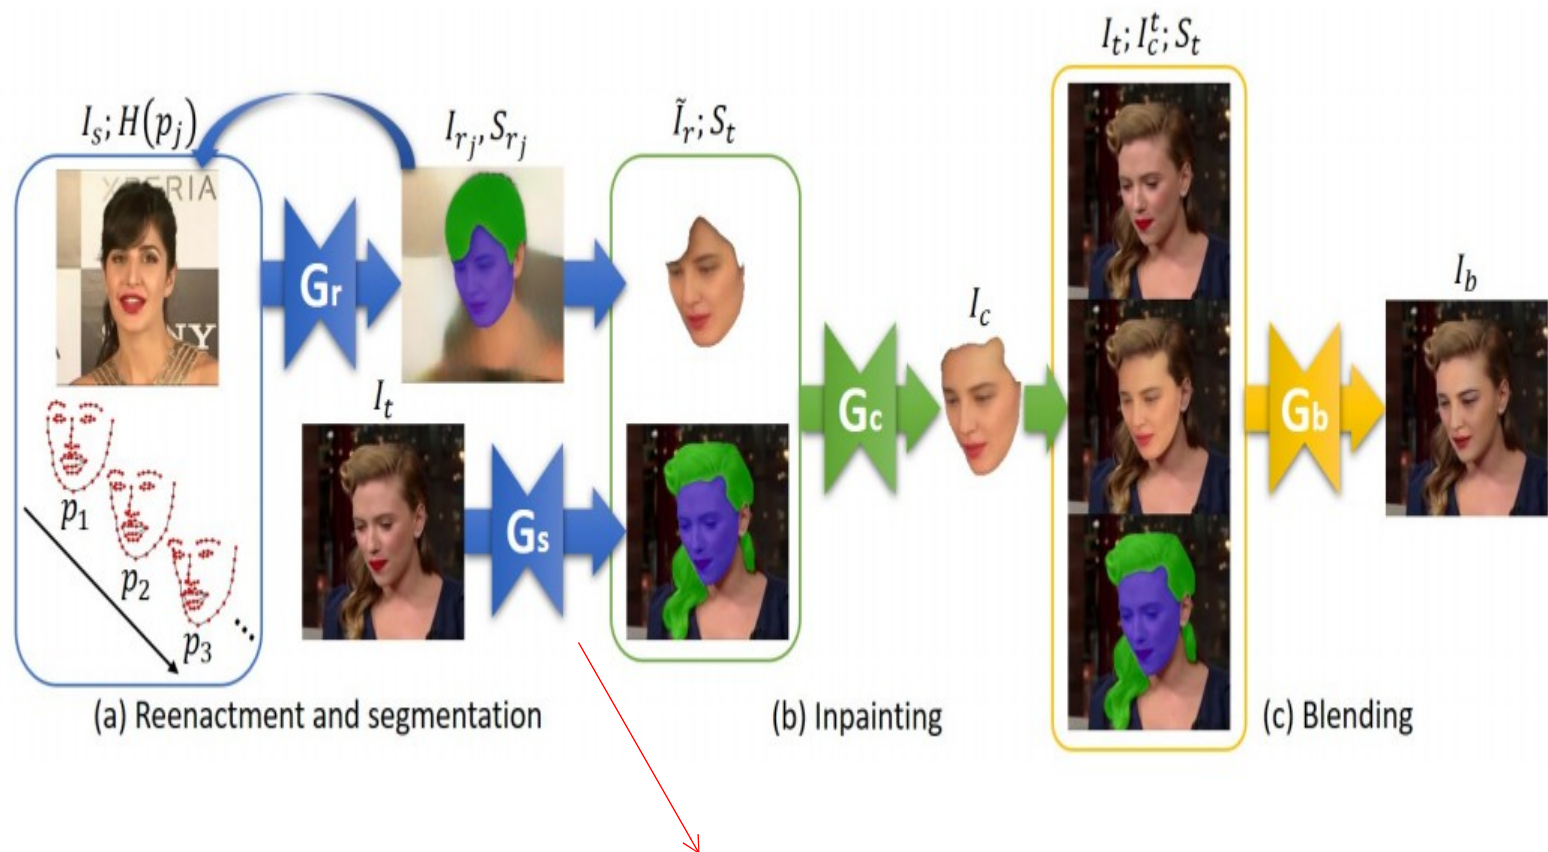 I_t; I_c^t; S_t
I_s; H(p_j)
I_{r_j}, S_{r_j}
Ĩ_r; S_t
XPERIA
G_r
I_b
I_c
NY
I_t
G_c
G_b
p_1
G_s
p_2
p_3
...
(a) Reenactment and segmentation
(b) Inpainting
(c) Blending